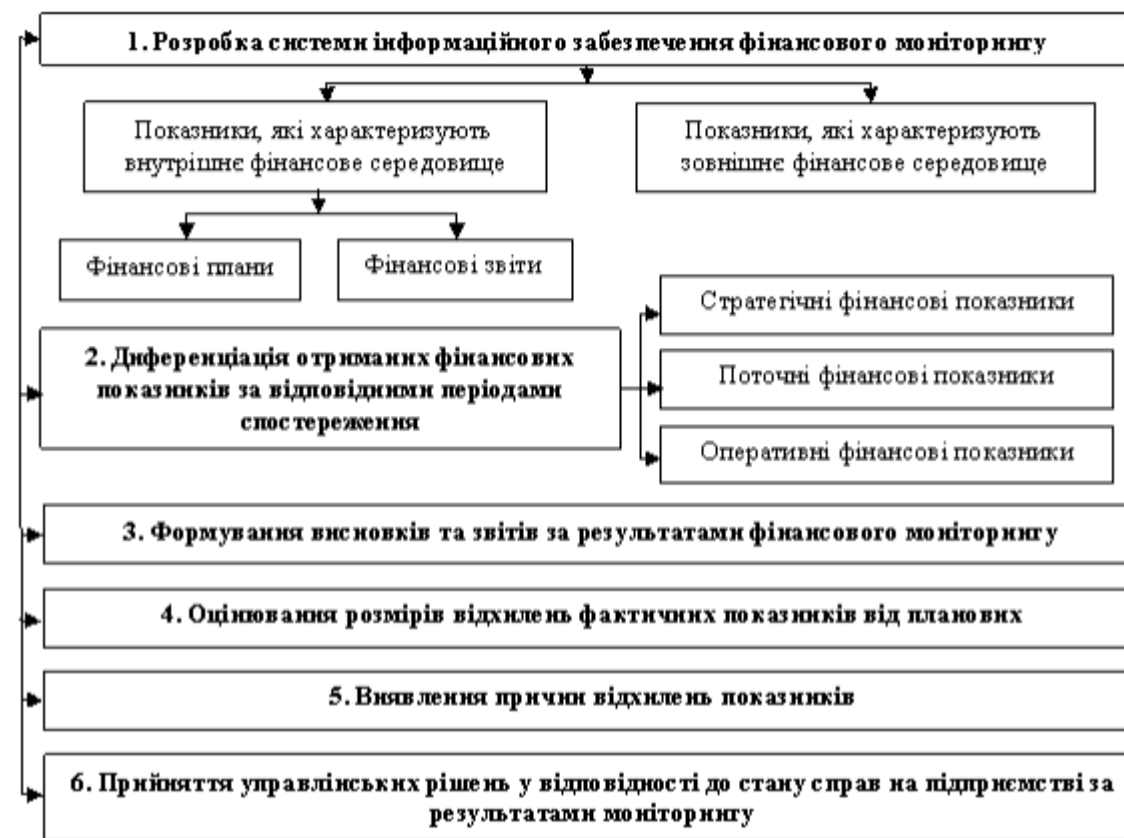 1. Розробка системи інформаційного забезпечення фінансового моніторингу
Показники, які характеризують
внутрішнє фінансове середовище
Показники, які характеризують
зовнішнє фінансове середовище
Фінансові плани
Фінансові звіти
2. Диференціація отриманих фінансових
показників за відповідними періодами
спостереження
Стратегічні фінансові показники
Поточні фінансові показники
Оперативні фінансові показники
3. Формування висновків та звітів за результатами фінансового моніторингу
4. Оцінювання розмірів відхилень фактичних показників від планових
5. Виявлення причин відхилень показників
6. Прийняття управлінських рішень у відповідності до стану справ на підприємстві за
результатами моніторингу